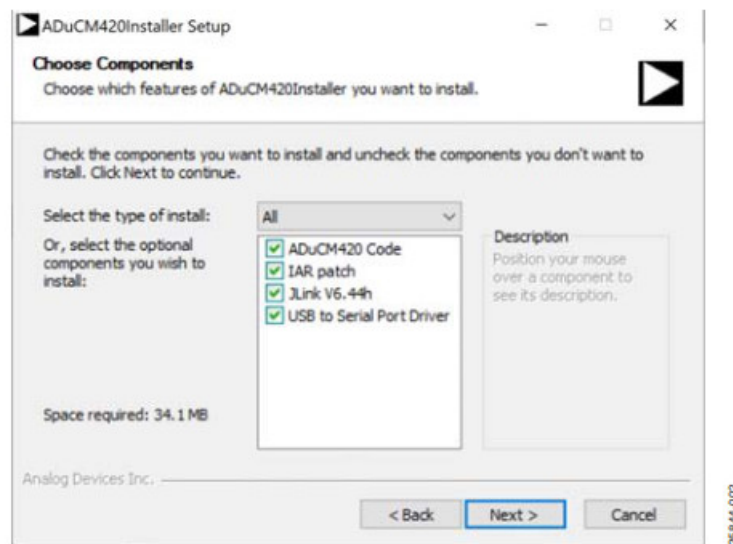 ADuCM420Installer Setup
Choose Components
Choose which features of ADuCM420Installer you want to install.
Check the components you want to install and uncheck the components you don't want to
install. Click Next to continue.
Select the type of install:
All
Or, select the optional
components you wish to
install:
ADuCM420 Code
IAR patch
JLink V6.44h
USB to Serial Port Driver
Description
Position your mouse
over a component to
see its description.
Space required: 34.1MB
Analog Devices Inc.
< Back
Next >
Cancel